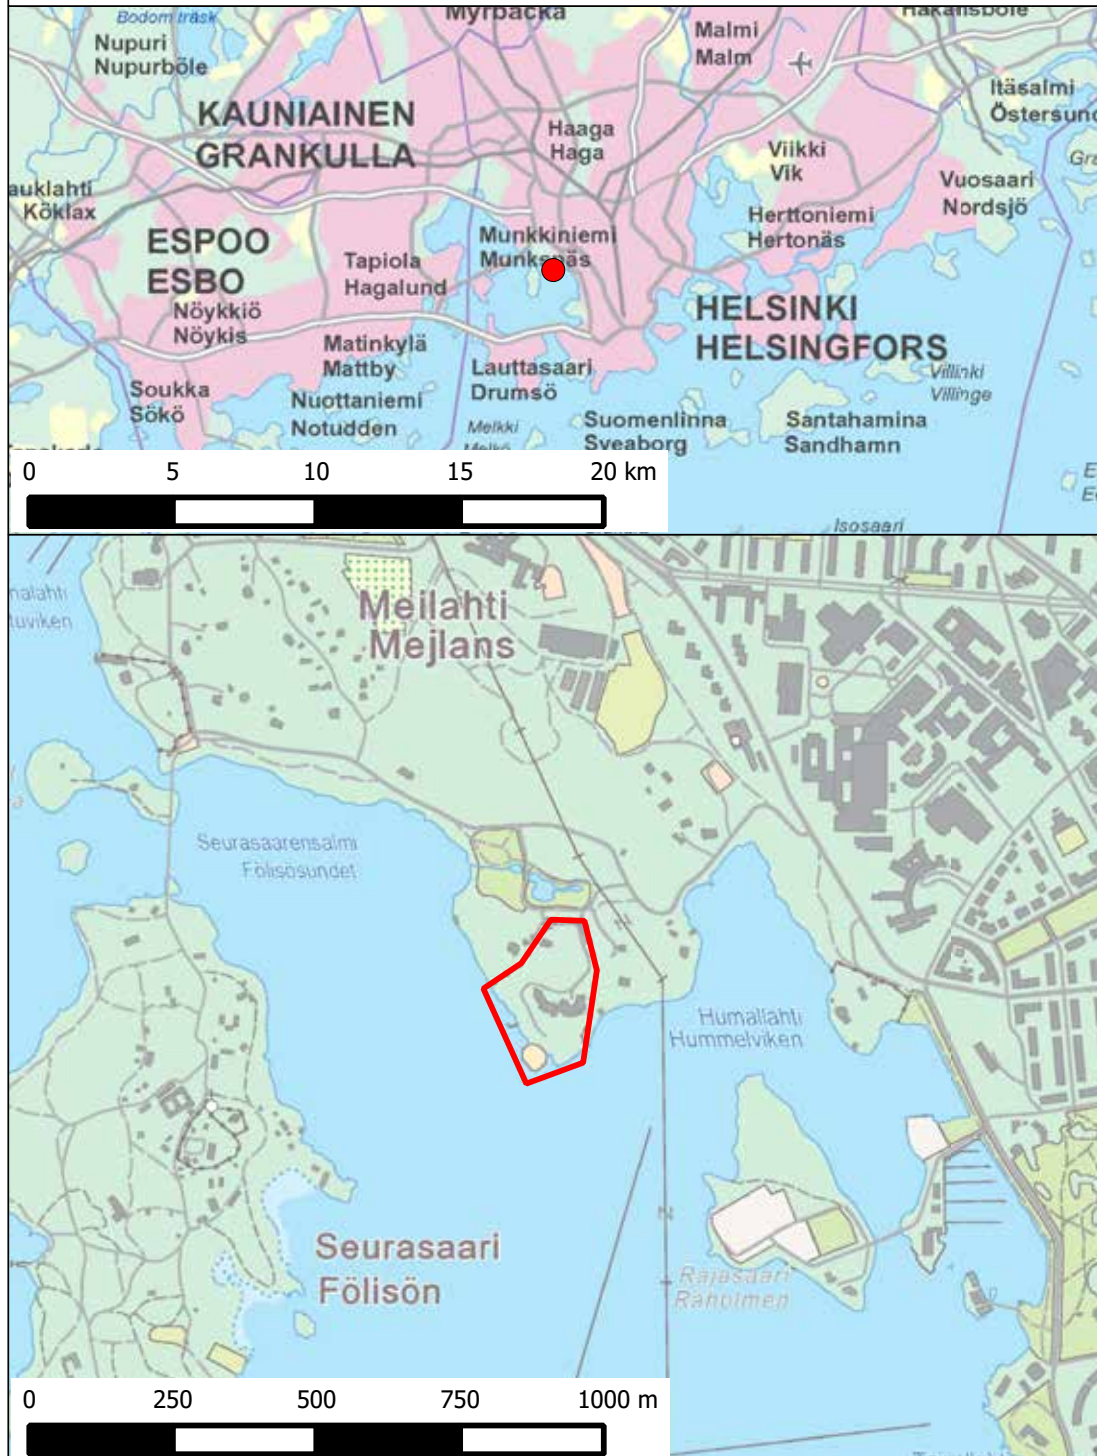 Bodom träsk
Nupuri
Nupurböle
Myrbacka
Malmi
Malm
Itäsalmi
KAUNIAINEN
GRANKULLA
Haaga
Haga
Viikki
Vik
Vuosaari
Nordsjö
Köklax
ESPOO
ESBO
Tapiola
Hagalund
Munkkiniemi
Munksnäs
Herttoniemi
Hertonäs
Nöykkiö
Nöykis
HELSINKI
HELSINGFORS
Matinkylä
Mattby
Lauttasaari
Drumsö
Villinki
Villinge
Soukka
Sökö
Nuottaniemi
Notudden
Melkki
Suomenlinna
Sveaborg
Santahamina
Sandhamn
Isosaari
0 5 10 15 20 km
Meilahti
Mejlans
Seurasaarensalmi
Fölisösundet
Humallahti
Hummelviken
Seurasaari
Fölisön
Rajasaari
Raholmen
0 250 500 750 1000 m